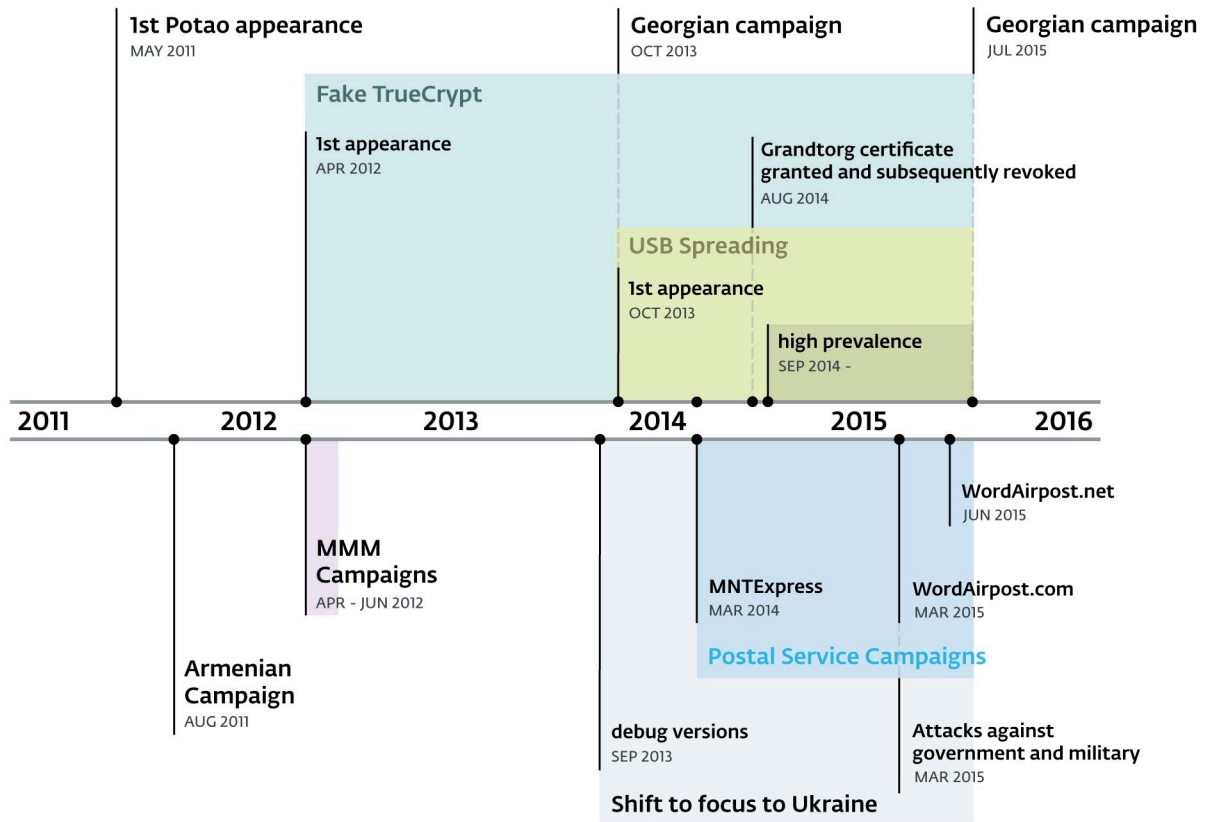 1st Potao appearance
MAY 2011
Georgian campaign
OCT 2013
Georgian campaign
JUL 2015
Fake TrueCrypt
1st appearance
APR 2012
Grandtorg certificate
granted and subsequently revoked
AUG 2014
USB Spreading
1st appearance
OCT 2013
high prevalence
SEP 2014 -
2011 2012 2013 2014 2015 2016
WordAirpost.net
JUN 2015
MMM
Campaigns
APR - JUN 2012
MNTExpress
MAR 2014
WordAirpost.com
MAR 2015
Postal Service Campaigns
Armenian
Campaign
AUG 2011
debug versions
SEP 2013
Attacks against
government and military
MAR 2015
Shift to focus to Ukraine